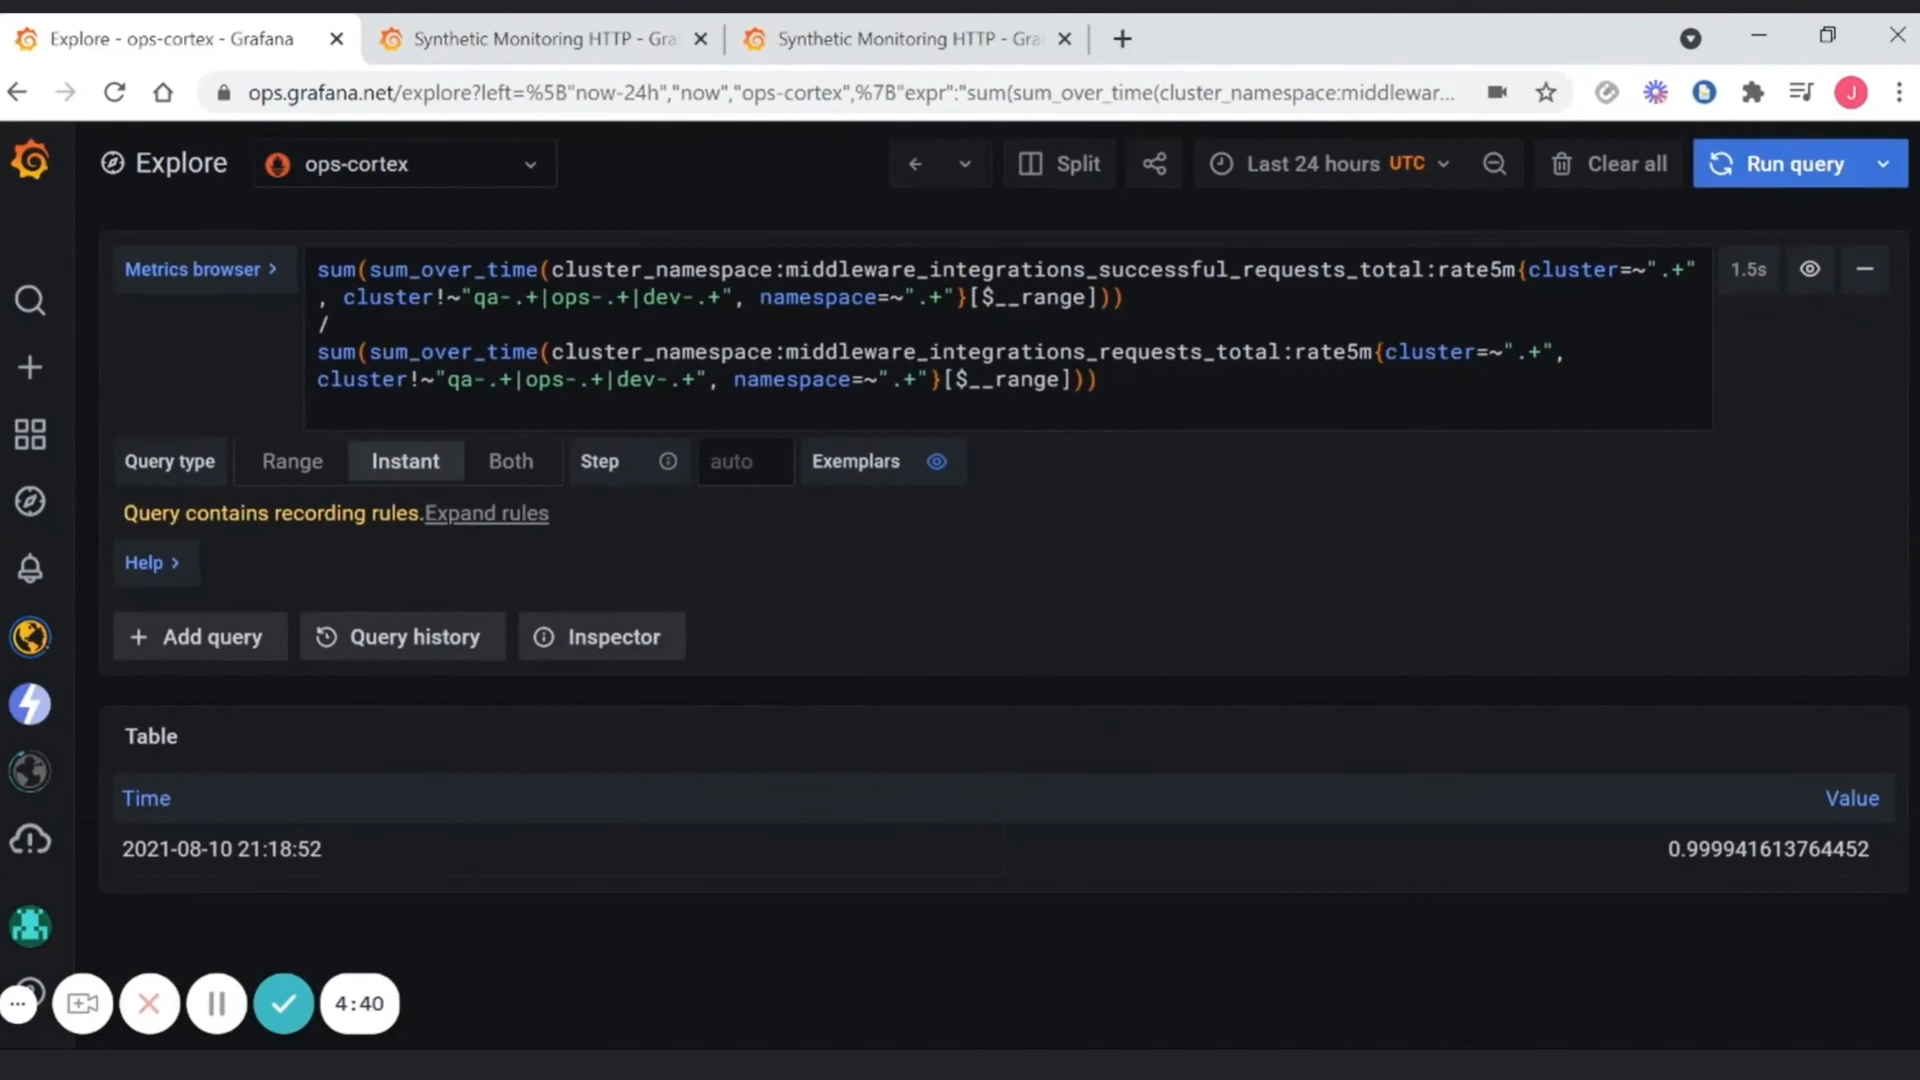 Explore - ops-cortex - Grafana
Synthetic Monitoring HTTP - Gra
Synthetic Monitoring HTTP - Gra
ops.grafana.net/explore?left=%5B"now-24h","now","ops-cortex",%7B"expr":"sum(sum_over_time(cluster_namespace:middlewar...
J
Explore
ops-cortex
Split
Last 24 hours UTC
Clear all
Run query
Metrics browser >
sum(sum_over_time(cluster_namespace:middleware_integrations_successful_requests_total:rate5m{cluster=~".+"
, cluster!~"qa-.+|ops-.+|dev-.+", namespace=~".+"}[$__range]))
/
sum(sum_over_time(cluster_namespace:middleware_integrations_requests_total:rate5m{cluster=~".+",
cluster!~"qa-.+|ops-.+|dev-.+", namespace=~".+"}[$__range]))
1.5s
Query type
Range
Instant
Both
Step
auto
Exemplars
Query contains recording rules.Expand rules
Help >
+ Add query
Query history
Inspector
Table
Time
Value
2021-08-10 21:18:52
0.999941613764452
4:40